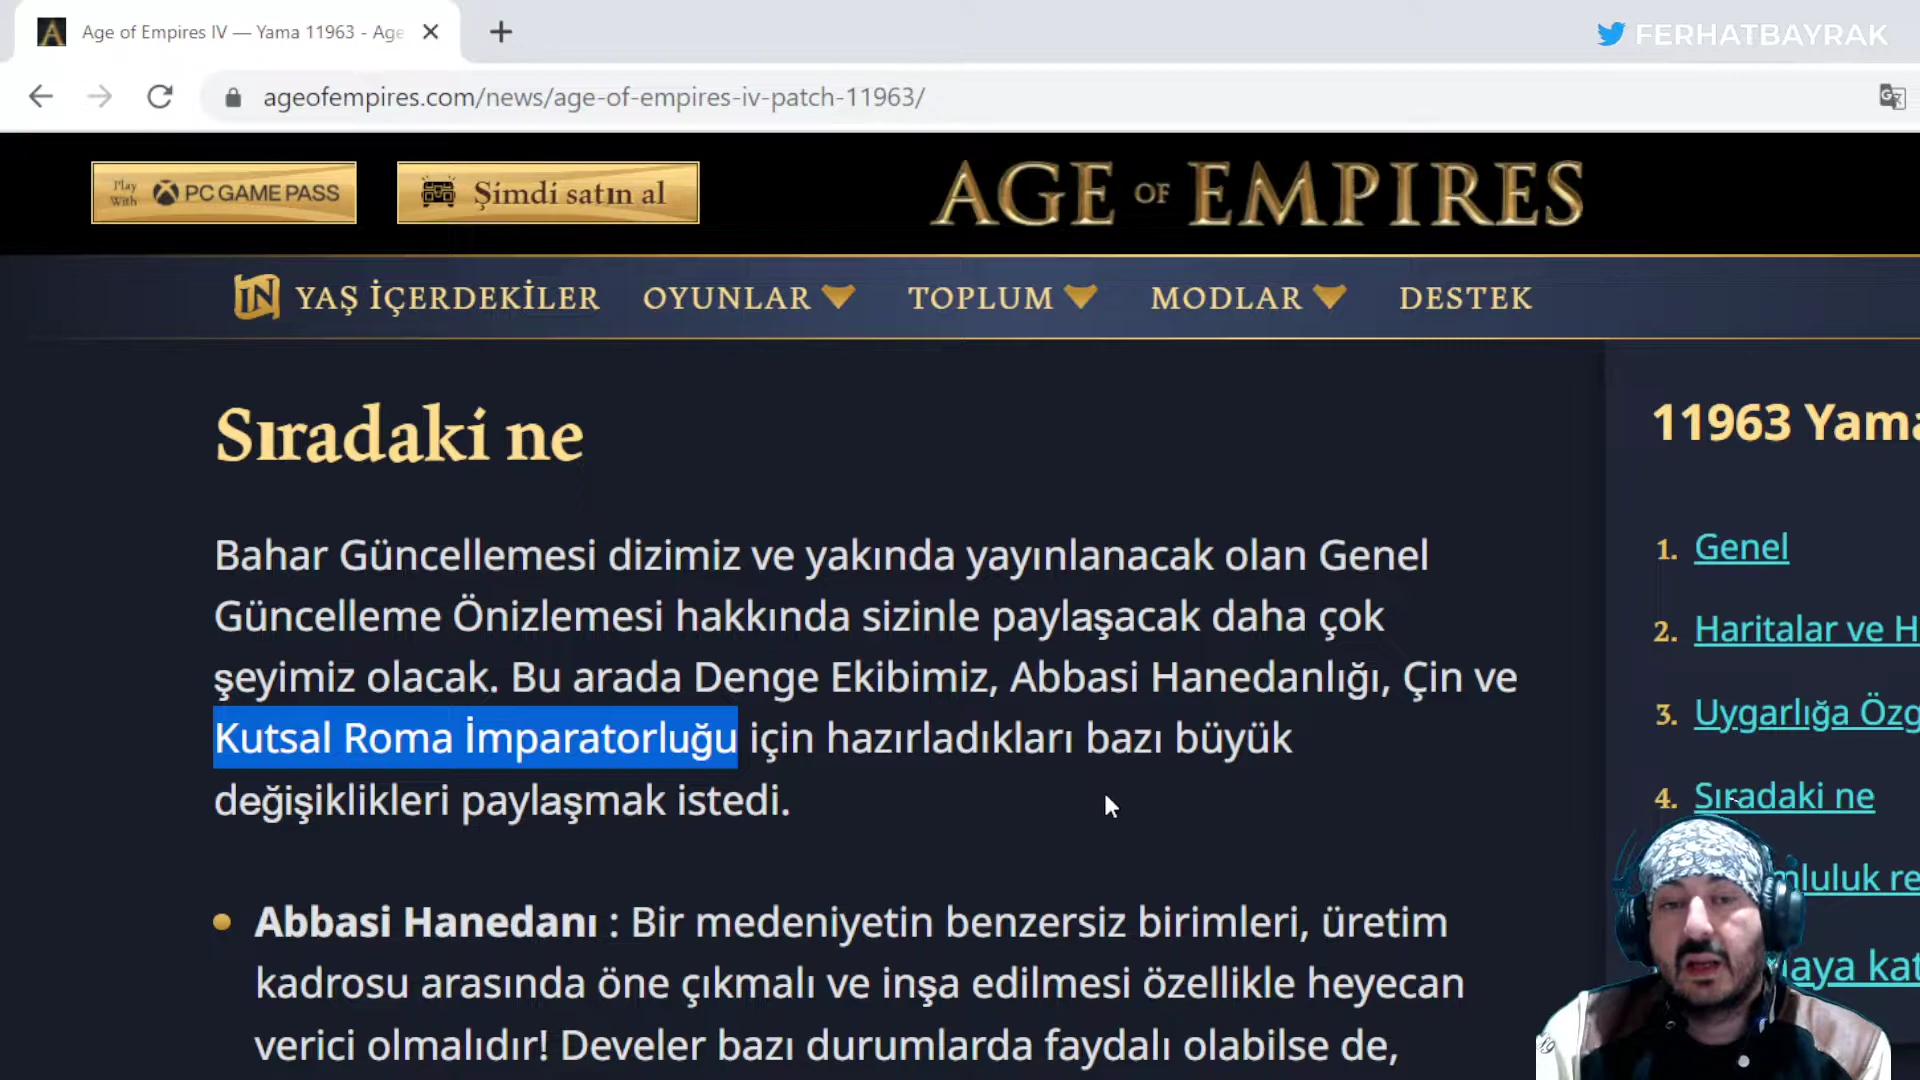 Age of Empires IV — Yama 11963 - Age
FERHATBAYRAK
ageofempires.com/news/age-of-empires-iv-patch-11963/
Play With PC GAME PASS
Şimdi satın al
AGE OF EMPIRES
IN YAŞ İÇERDEKİLER OYUNLAR TOPLUM MODLAR DESTEK
Sıradaki ne
Bahar Güncellemesi dizimiz ve yakında yayınlanacak olan Genel
Güncelleme Önizlemesi hakkında sizinle paylaşacak daha çok
şeyimiz olacak. Bu arada Denge Ekibimiz, Abbasi Hanedanlığı, Çin ve
Kutsal Roma İmparatorluğu için hazırladıkları bazı büyük
değişiklikleri paylaşmak istedi.
Abbasi Hanedanı : Bir medeniyetin benzersiz birimleri, üretim
kadrosu arasında öne çıkmalı ve inşa edilmesi özellikle heyecan
verici olmalıdır! Develer bazı durumlarda faydalı olabilse de,
11963 Yama
1. Genel
2. Haritalar ve H
3. Uygarlığa Özg
4. Sıradaki ne
mluluk re
maya kat